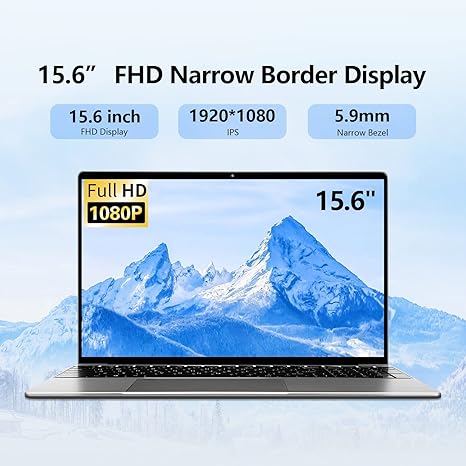 15.6” FHD Narrow Border Display
15.6 inch
FHD Display
1920*1080
IPS
5.9mm
Narrow Bezel
Full HD
1080P
15.6"